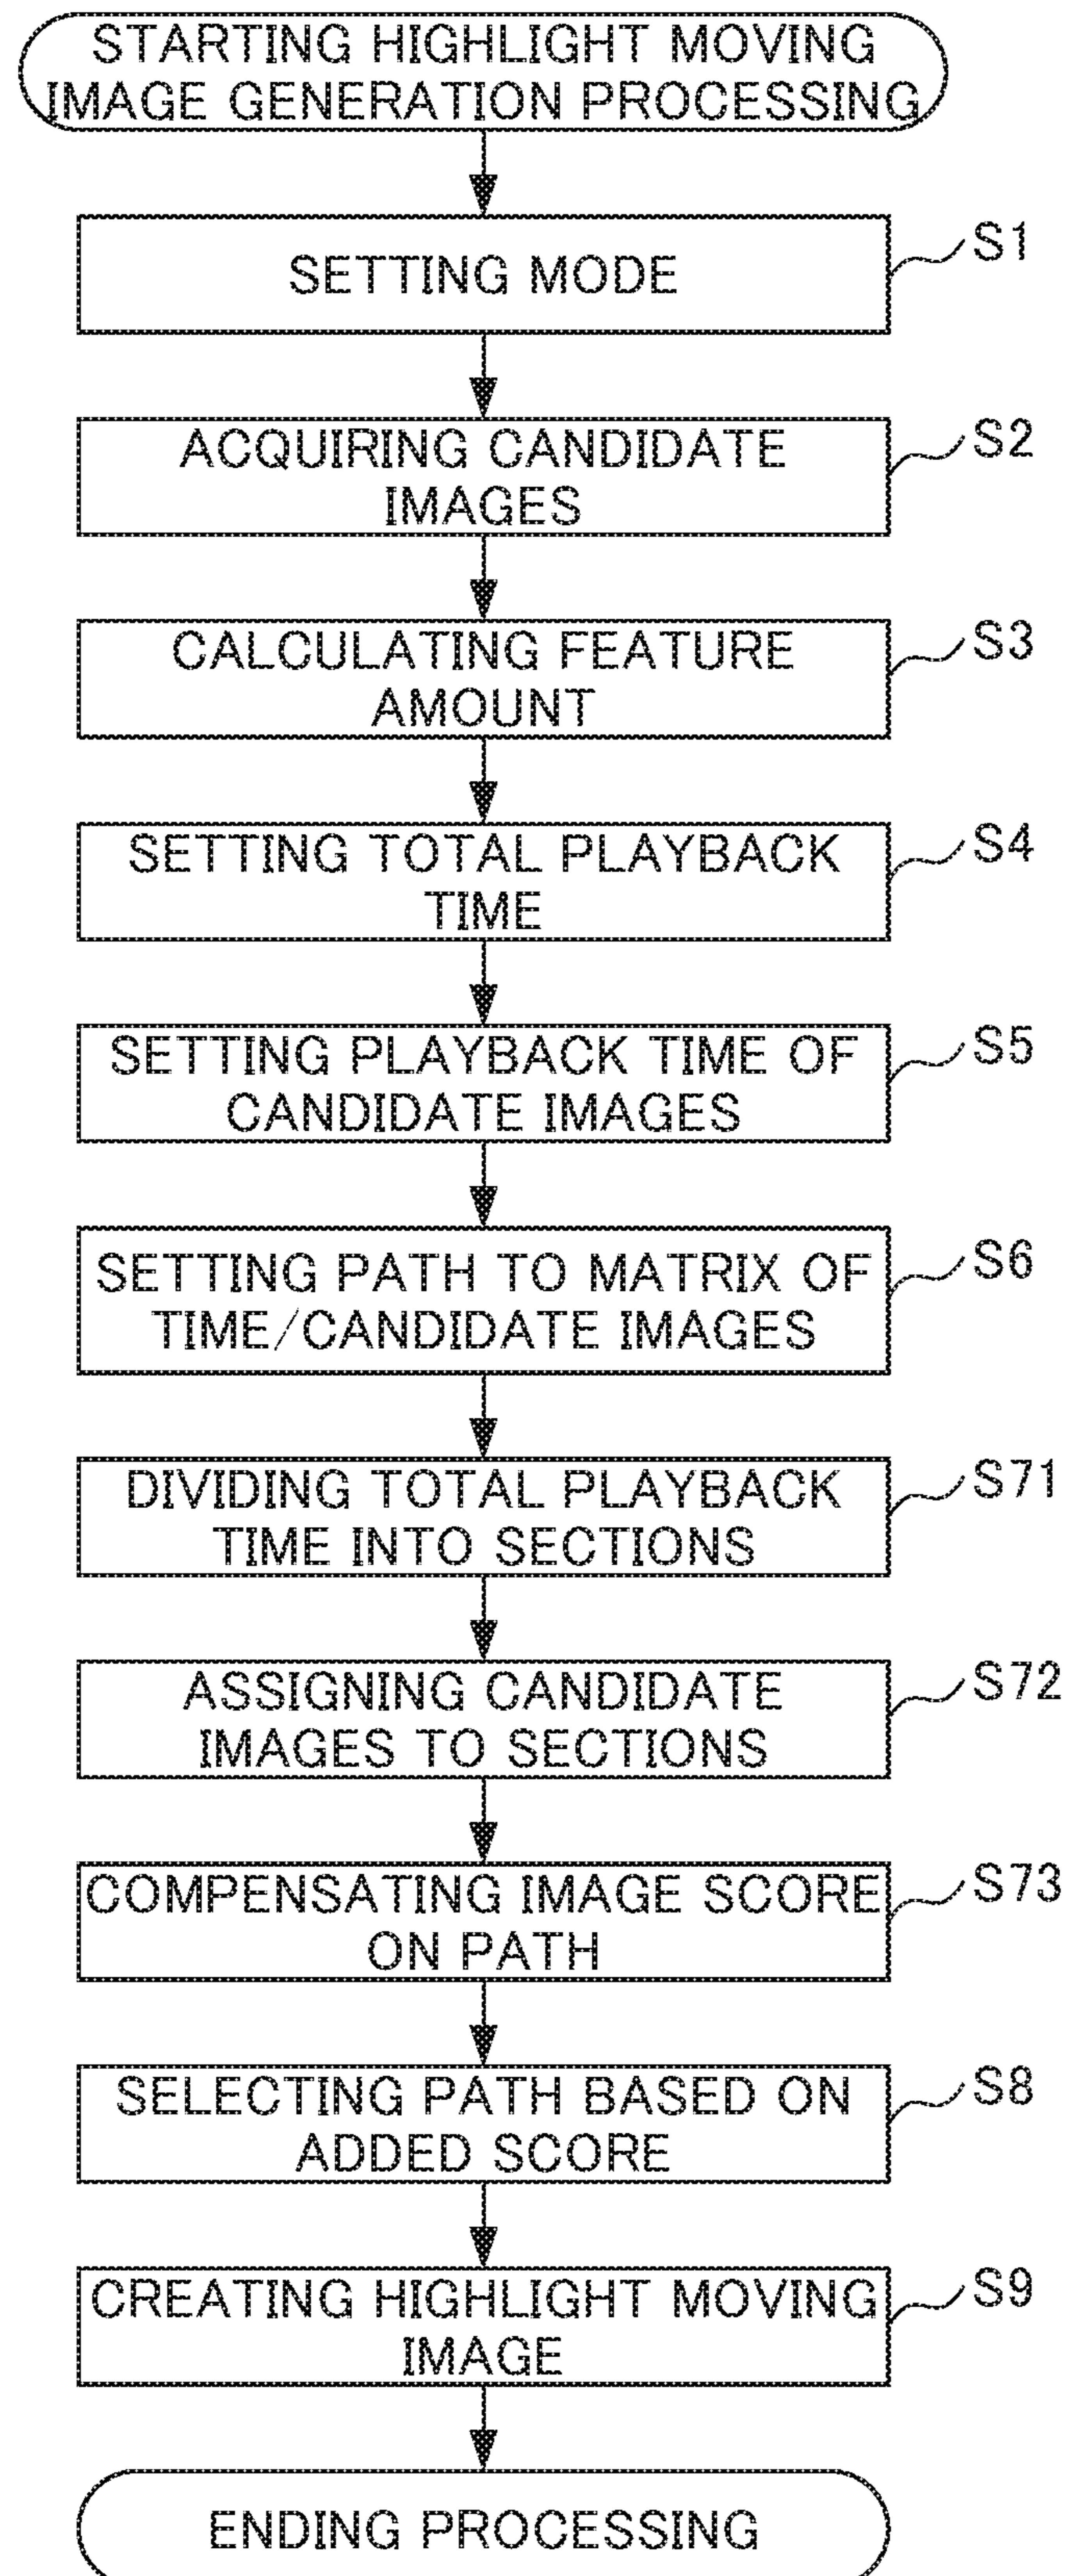 STARTING HIGHLIGHT MOVING
IMAGE GENERATION PROCESSING
SETTING MODE
S1
ACQUIRING CANDIDATE
IMAGES
S2
CALCULATING FEATURE
AMOUNT
S3
SETTING TOTAL PLAYBACK
TIME
S4
SETTING PLAYBACK TIME OF
CANDIDATE IMAGES
S5
SETTING PATH TO MATRIX OF
TIME/CANDIDATE IMAGES
S6
DIVIDING TOTAL PLAYBACK
TIME INTO SECTIONS
S71
ASSIGNING CANDIDATE
IMAGES TO SECTIONS
S72
COMPENSATING IMAGE SCORE
ON PATH
S73
SELECTING PATH BASED ON
ADDED SCORE
S8
CREATING HIGHLIGHT MOVING
IMAGE
S9
ENDING PROCESSING